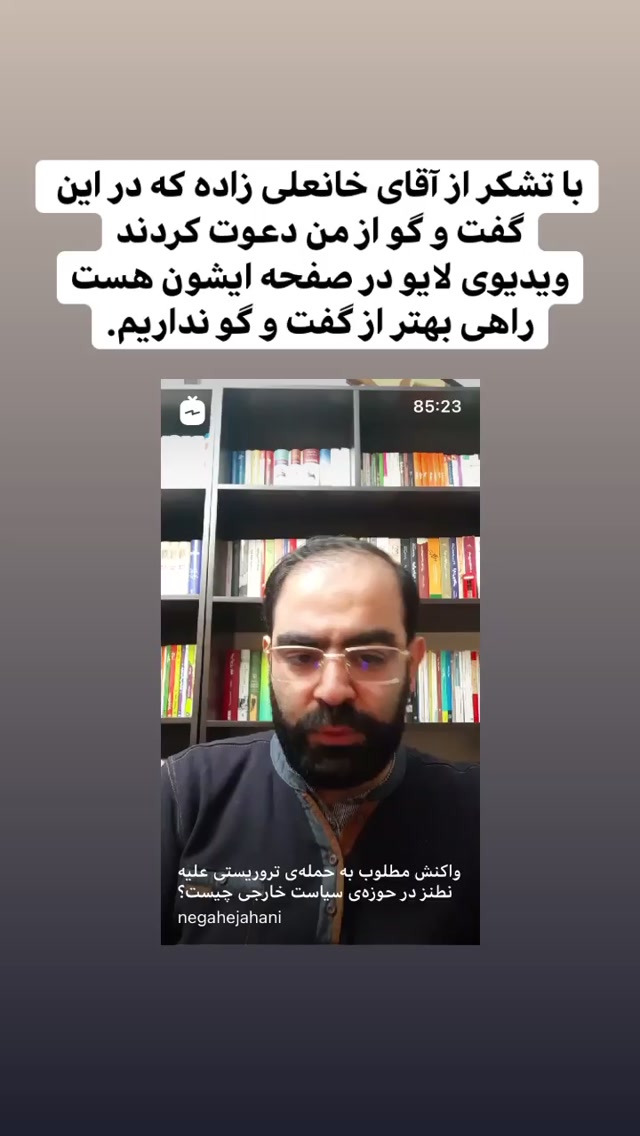 با تشکر از آقای خانعلی زاده که در این
گفت و گو از من دعوت کردند
ویدیوی لایو در صفحه ایشون هست
راهی بهتر از گفت و گو نداریم.
85:23
واکنش مطلوب به حمله‌ی تروریستی علیه
نطنز در حوزه‌ی سیاست خارجی چیست؟
negahejahani